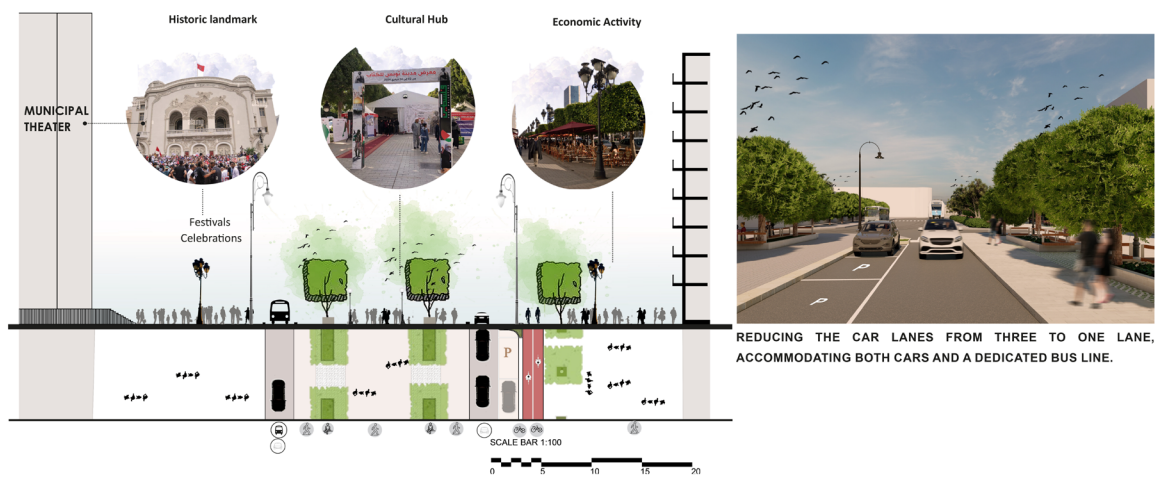 Historic landmark
Cultural Hub
Economic Activity
MUNICIPAL
THEATER
Festivals
Celebrations
P
P
P
REDUCING THE CAR LANES FROM THREE TO ONE LANE,
ACCOMMODATING BOTH CARS AND A DEDICATED BUS LINE.
SCALE BAR 1:100
0 5 10 15 20